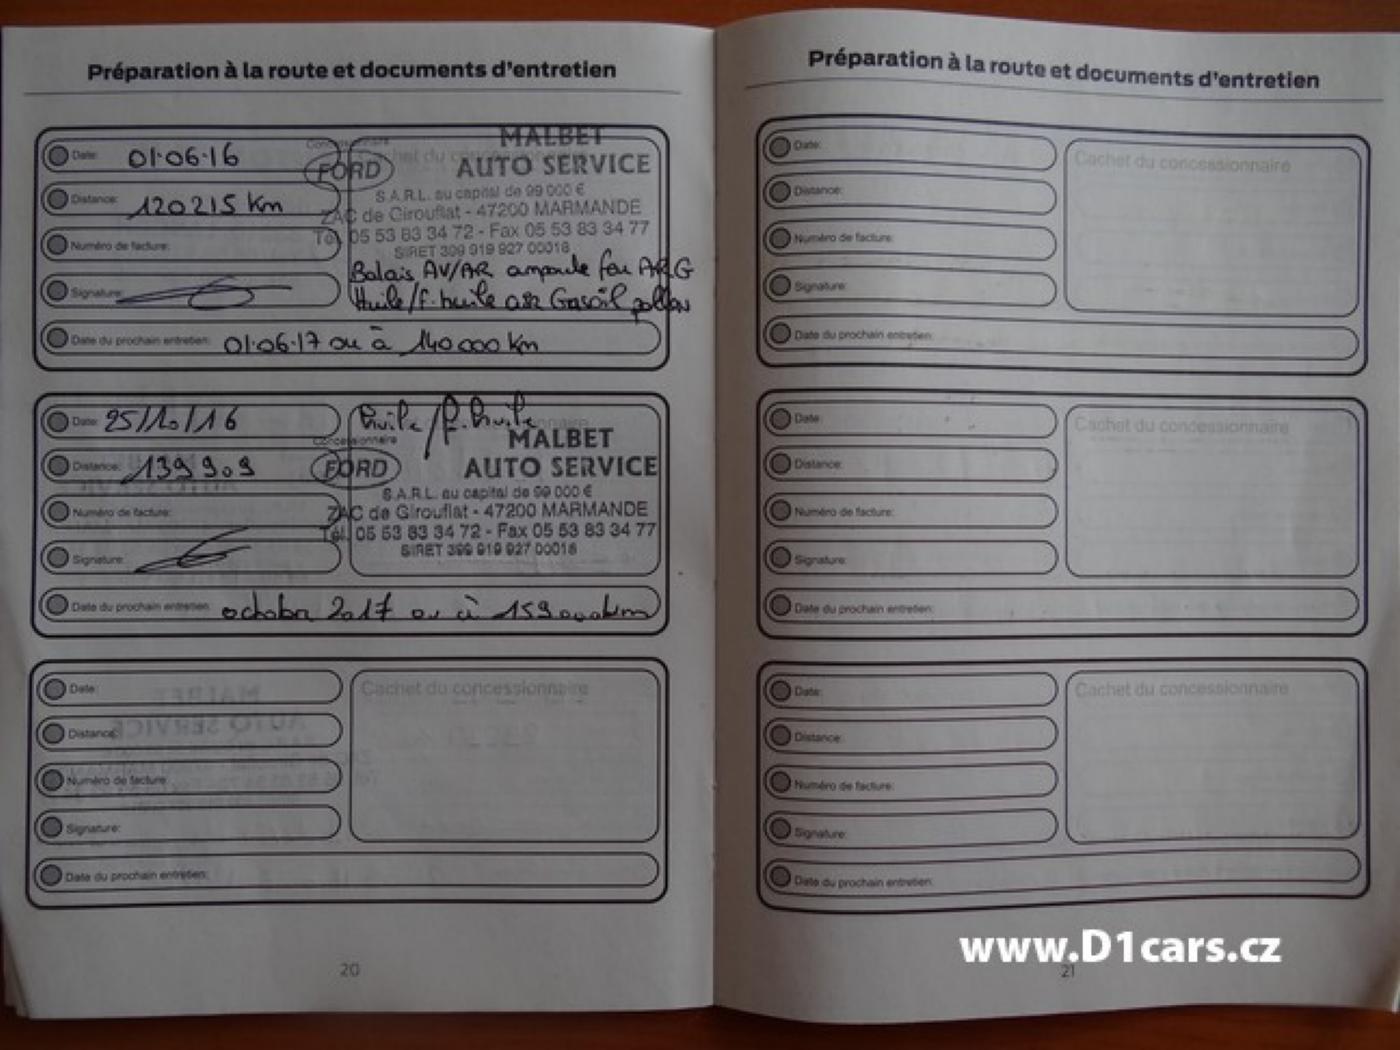 Préparation à la route et documents d'entretien
Date: 01.06.16
Distance: 120215 Km
Numéro de facture:
Signature:
Concessionnaire
FORD
Cachet du concessionnaire
MALBET
AUTO SERVICE
S.A.R.L. au capital de 99 000 €
ZAC de Girouflat - 47200 MARMANDE
Tél. 05 53 83 34 72 - Fax 05 53 83 34 77
SIRET 399 919 927 00018
Balais AV/AR ampoule feu ARG
Huile/f.huile air Gasoil pollen
Date du prochain entretien: 01.06.17 ou à 140000 Km
Date: 25/10/16
Distance: 139909
Numéro de facture:
Signature:
Huile/f.huile
Concessionnaire
FORD
MALBET
AUTO SERVICE
S.A.R.L. au capital de 99 000 €
ZAC de Girouflat - 47200 MARMANDE
Tél. 05 53 83 34 72 - Fax 05 53 83 34 77
SIRET 399 919 927 00018
Date du prochain entretien: octobre 2017 ou à 159000km
Date:
Distance:
Numéro de facture:
Signature:
Cachet du concessionnaire
Date du prochain entretien:
20
Préparation à la route et documents d'entretien
Date:
Distance:
Numéro de facture:
Signature:
Cachet du concessionnaire
Date du prochain entretien:
Date:
Distance:
Numéro de facture:
Signature:
Cachet du concessionnaire
Date du prochain entretien:
Date:
Distance:
Numéro de facture:
Signature:
Cachet du concessionnaire
Date du prochain entretien:
www.D1cars.cz
21